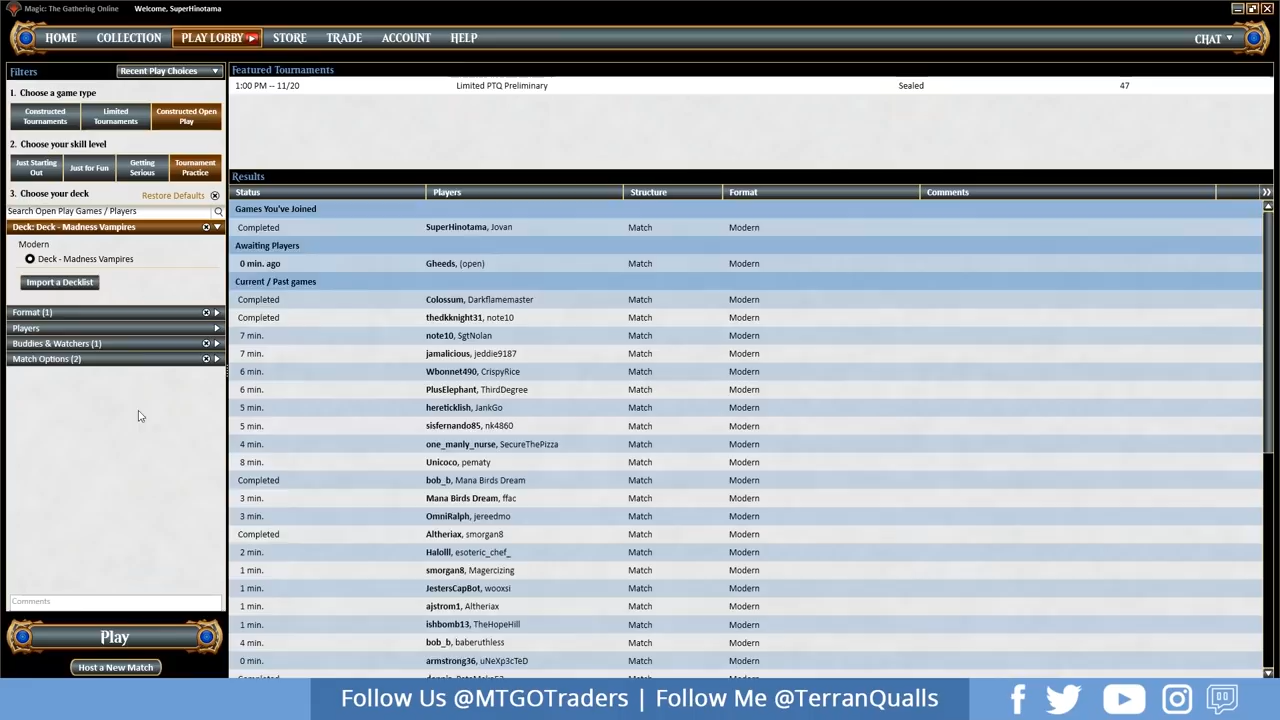 Magic: The Gathering Online Welcome, SuperHinotama
HOME COLLECTION PLAY LOBBY STORE TRADE ACCOUNT HELP CHAT
Filters Recent Play Choices
1. Choose a game type
Constructed Tournaments Limited Tournaments Constructed Open Play
2. Choose your skill level
Just Starting Out Just for Fun Getting Serious Tournament Practice
3. Choose your deck Restore Defaults
Search Open Play Games / Players
Deck: Deck - Madness Vampires
Modern
Deck - Madness Vampires
Import a Decklist
Format (1)
Players
Buddies & Watchers (1)
Match Options (2)
Comments
Play
Host a New Match
Featured Tournaments
1:00 PM -- 11/20 Limited PTQ Preliminary Sealed 47
Results
Status Players Structure Format Comments
Games You've Joined
Completed SuperHinotama, Jovan Match Modern
Awaiting Players
0 min. ago Gheeds, (open) Match Modern
Current / Past games
Completed Colossum, Darkflamemaster Match Modern
Completed thedkknight31, note10 Match Modern
7 min. note10, SgtNolan Match Modern
7 min. jamalicious, jeddie9187 Match Modern
6 min. Wbonnet490, CrispyRice Match Modern
6 min. PlusElephant, ThirdDegree Match Modern
5 min. hereticklish, JankGo Match Modern
5 min. sisfernando85, nk4860 Match Modern
4 min. one_manly_nurse, SecureThePizza Match Modern
8 min. Unicoco, pematy Match Modern
Completed bob_b, Mana Birds Dream Match Modern
3 min. Mana Birds Dream, ffac Match Modern
3 min. OmniRalph, jereedmo Match Modern
Completed Altheriax, smorgan8 Match Modern
2 min. Halolll, esoteric_chef_ Match Modern
1 min. smorgan8, Magercizing Match Modern
1 min. JestersCapBot, wooxsi Match Modern
1 min. ajstrom1, Altheriax Match Modern
1 min. ishbomb13, TheHopeHill Match Modern
4 min. bob_b, baberuthless Match Modern
0 min. armstrong36, uNeXp3cTeD Match Modern
Follow Us @MTGOTraders | Follow Me @TerranQualls